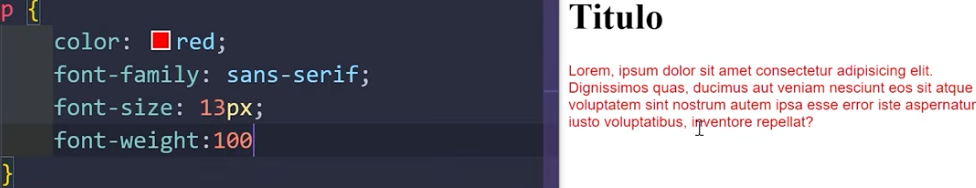 p {
color: red;
font-family: sans-serif;
font-size: 13px;
font-weight:100
}
Titulo
Lorem, ipsum dolor sit amet consectetur adipisicing elit.
Dignissimos quas, ducimus aut veniam nesciunt eos sit atque
voluptatem sint nostrum autem ipsa esse error iste aspernatur
iusto voluptatibus, inventore repellat?